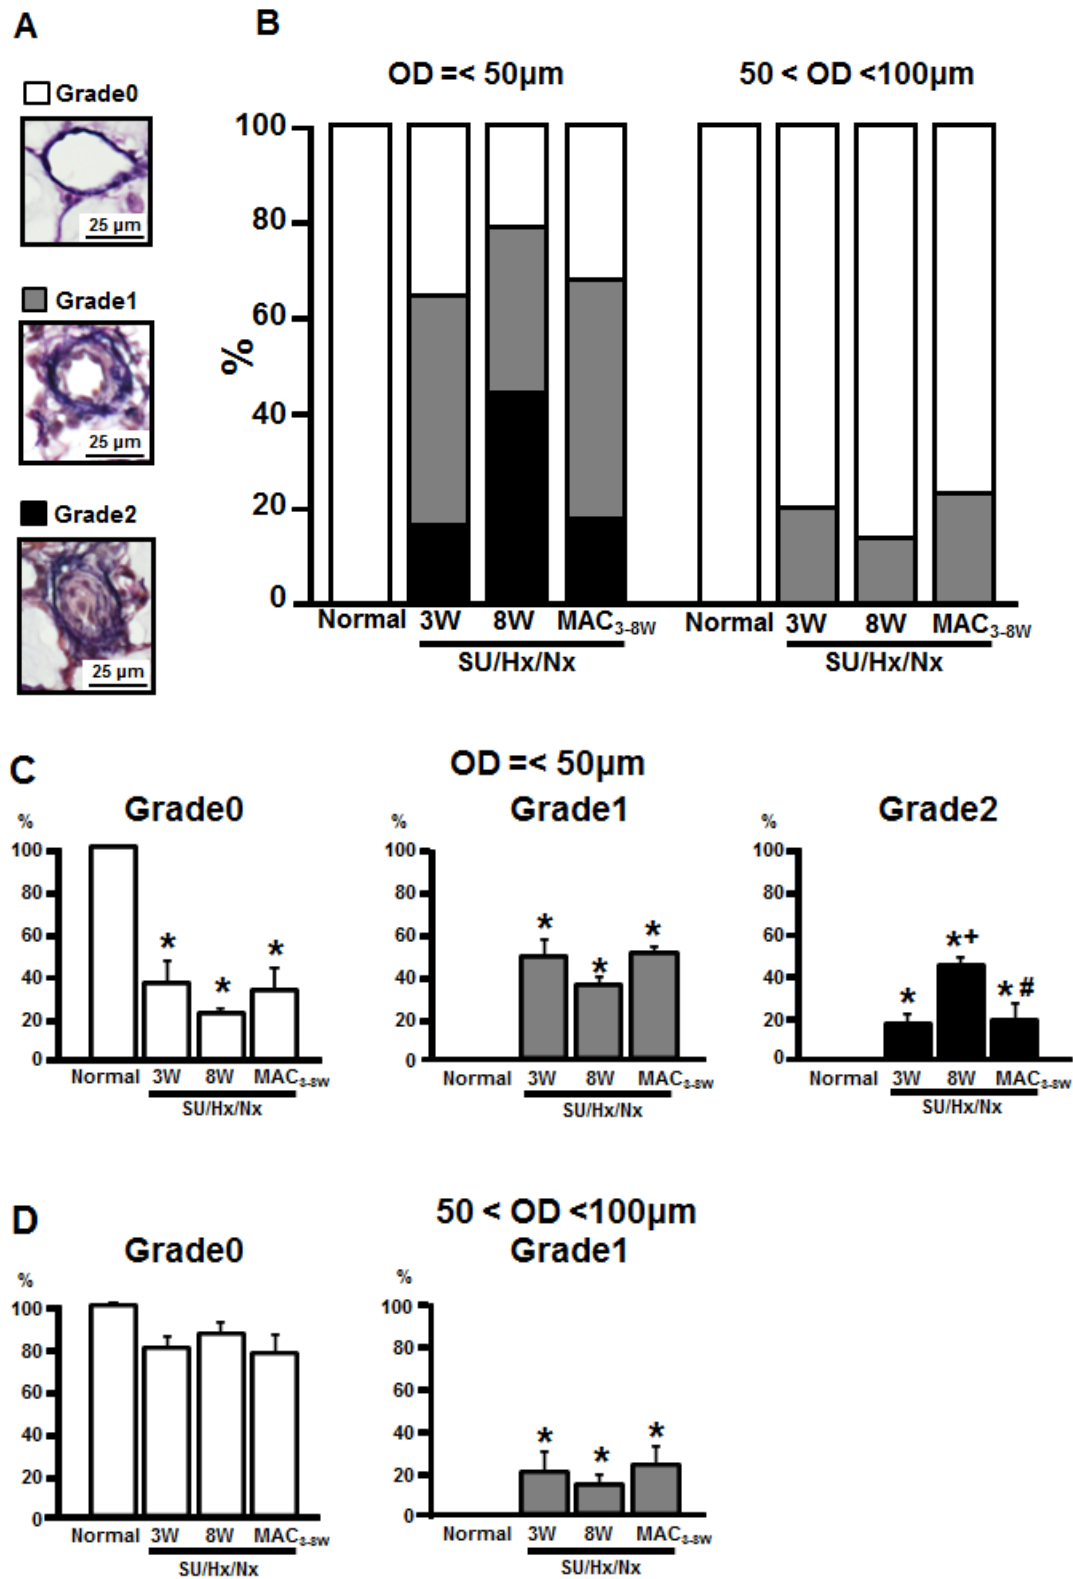 A
Grade0
25 µm
Grade1
25 µm
Grade2
25 µm
B
OD =< 50µm
50 < OD <100µm
%
100
80
60
40
20
0
Normal 3W 8W MAC3-8W
SU/Hx/Nx
Normal 3W 8W MAC3-8W
SU/Hx/Nx
C
OD =< 50µm
Grade0
%
100
80
60
40
20
0
* * *
Normal 3W 8W MAC3-8W
SU/Hx/Nx
Grade1
%
100
80
60
40
20
0
* * *
Normal 3W 8W MAC3-8W
SU/Hx/Nx
Grade2
%
100
80
60
40
20
0
* *+ *#
Normal 3W 8W MAC3-8W
SU/Hx/Nx
D
50 < OD <100µm
Grade0
%
100
80
60
40
20
0
Normal 3W 8W MAC3-8W
SU/Hx/Nx
Grade1
%
100
80
60
40
20
0
* * *
Normal 3W 8W MAC3-8W
SU/Hx/Nx